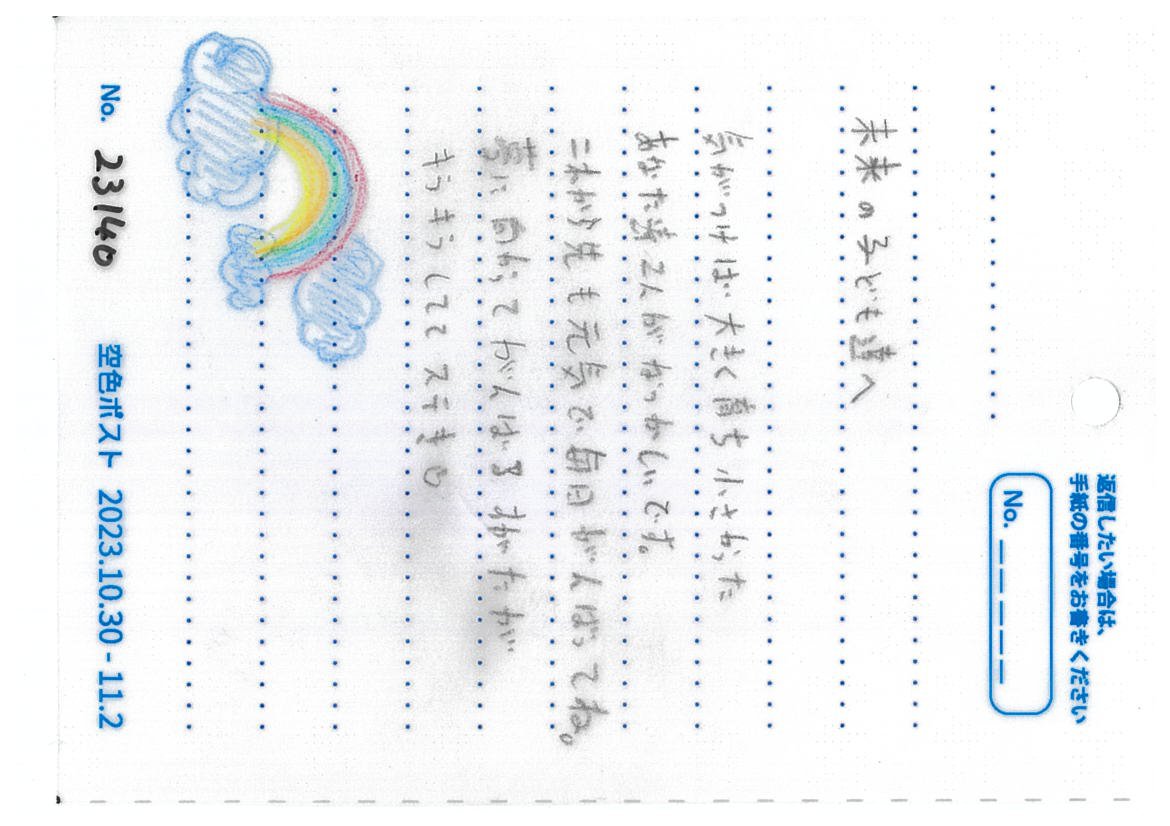 返信したい場合は、
手紙の番号をお書きください
No. _ _ _ _ _
未来の子ども達へ
気がつけば 大きく育ち 小さかった
あなた達2人が なつかしいです。
これから先も元気で毎日がんばってね。
夢に向かって がんばる すがたが
キラキラしてて ステき♡
No. 23140 空色ポスト 2023.10.30 - 11.2